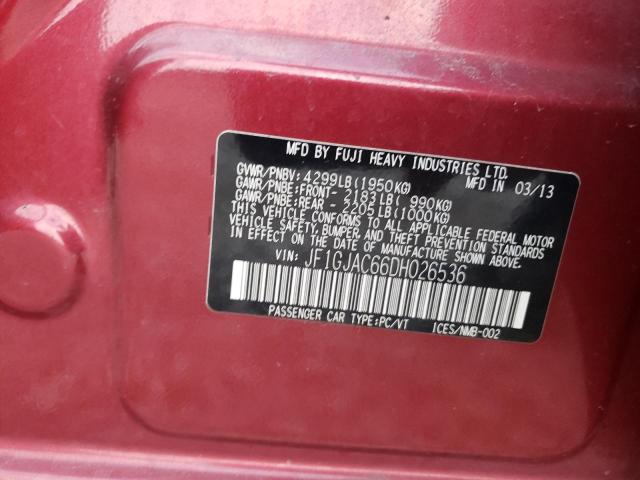 MFD BY FUJI HEAVY INDUSTRIES LTD.
GVWR/PNBV: 4299LB(1950KG) MFD IN 03/13
GAWR/PNBE:FRONT- 2183LB( 990KG)
GAWR/PNBE:REAR - 2205LB(1000KG)
THIS VEHICLE CONFORMS TO ALL APPLICABLE FEDERAL MOTOR
VEHICLE SAFETY,BUMPER,AND THEFT PREVENTION STANDARDS
IN EFFECT ON THE DATE OF MANUFACTURE SHOWN ABOVE.
VIN: JF1GJAC66DH026536
PASSENGER CAR TYPE:PC/VT ICES/NMB-002